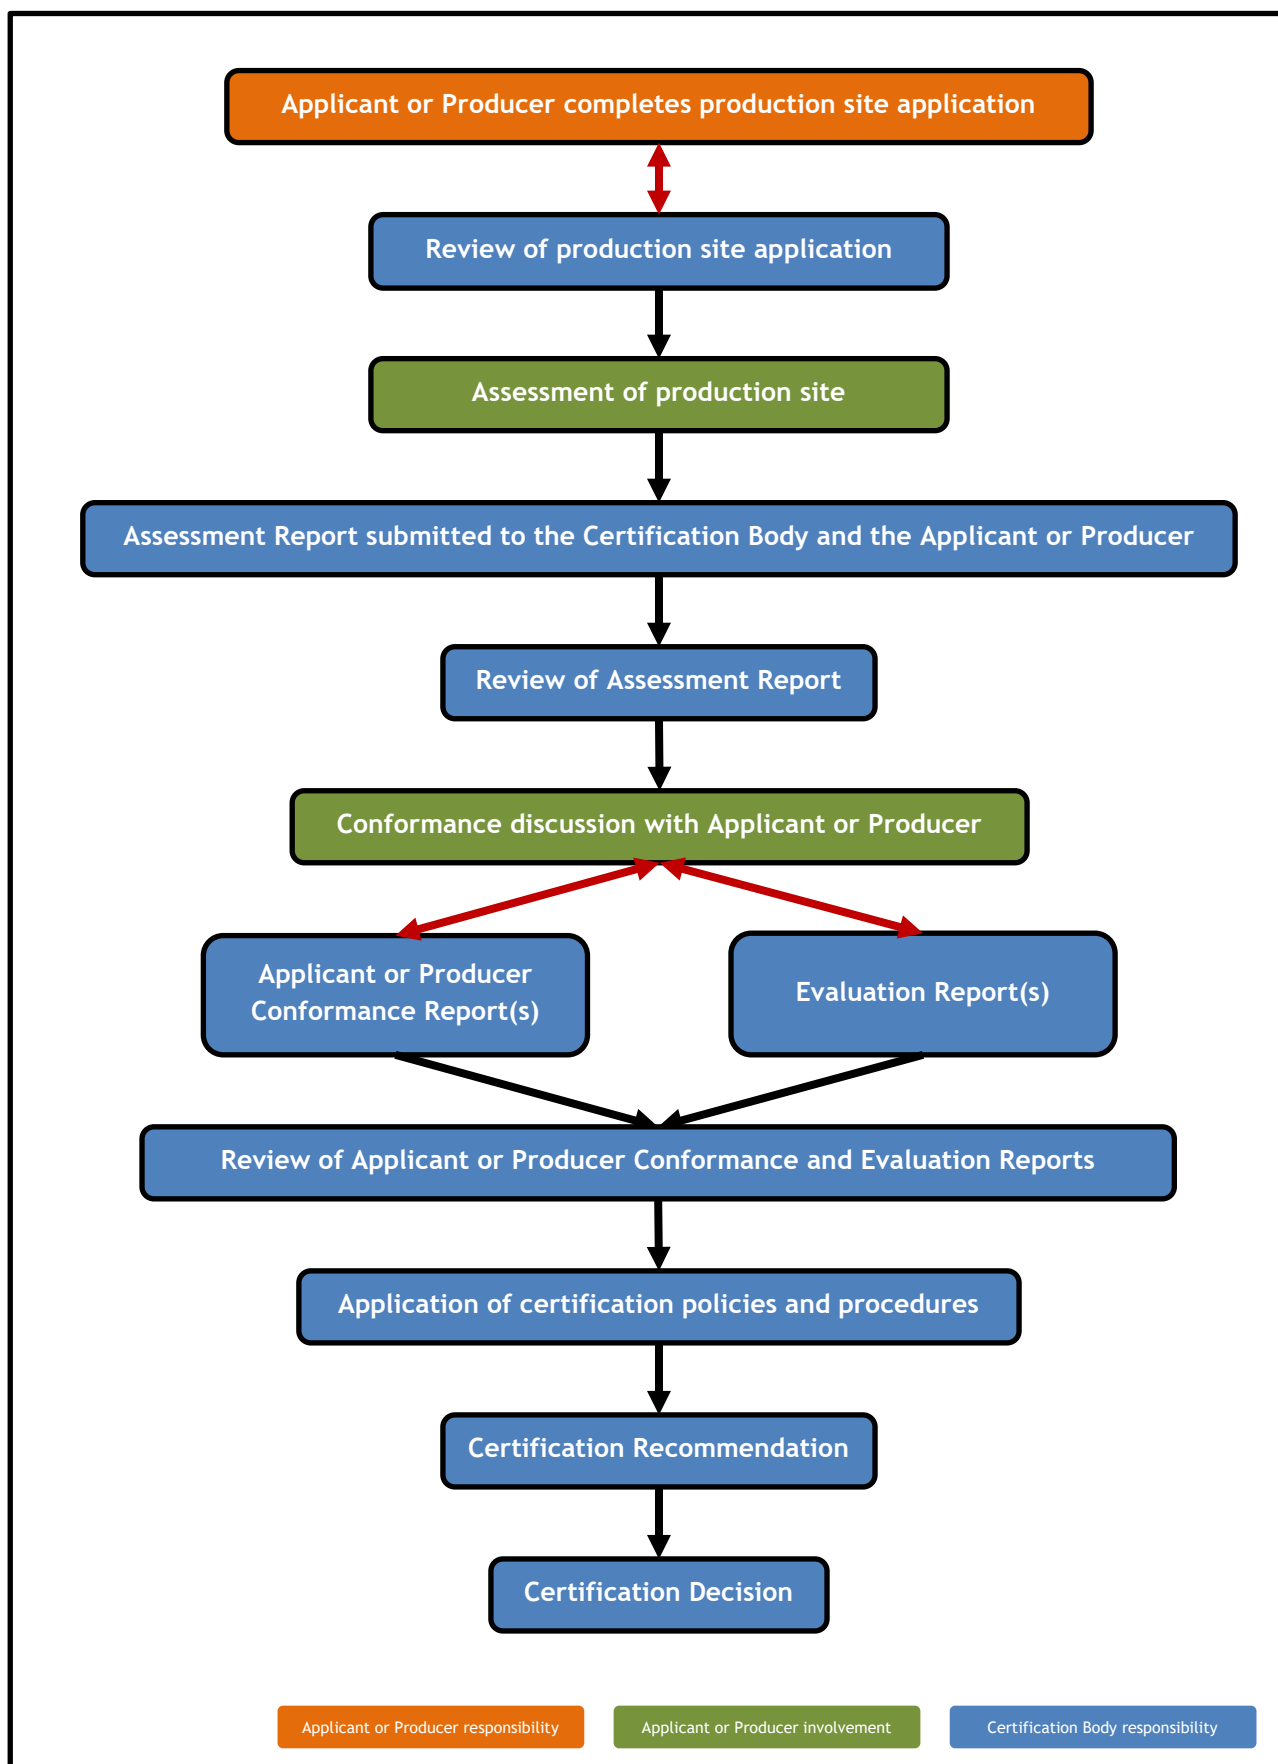 Applicant or Producer completes production site application
Review of production site application
Assessment of production site
Assessment Report submitted to the Certification Body and the Applicant or Producer
Review of Assessment Report
Conformance discussion with Applicant or Producer
Applicant or Producer
Conformance Report(s)
Evaluation Report(s)
Review of Applicant or Producer Conformance and Evaluation Reports
Application of certification policies and procedures
Certification Recommendation
Certification Decision
Applicant or Producer responsibility
Applicant or Producer involvement
Certification Body responsibility